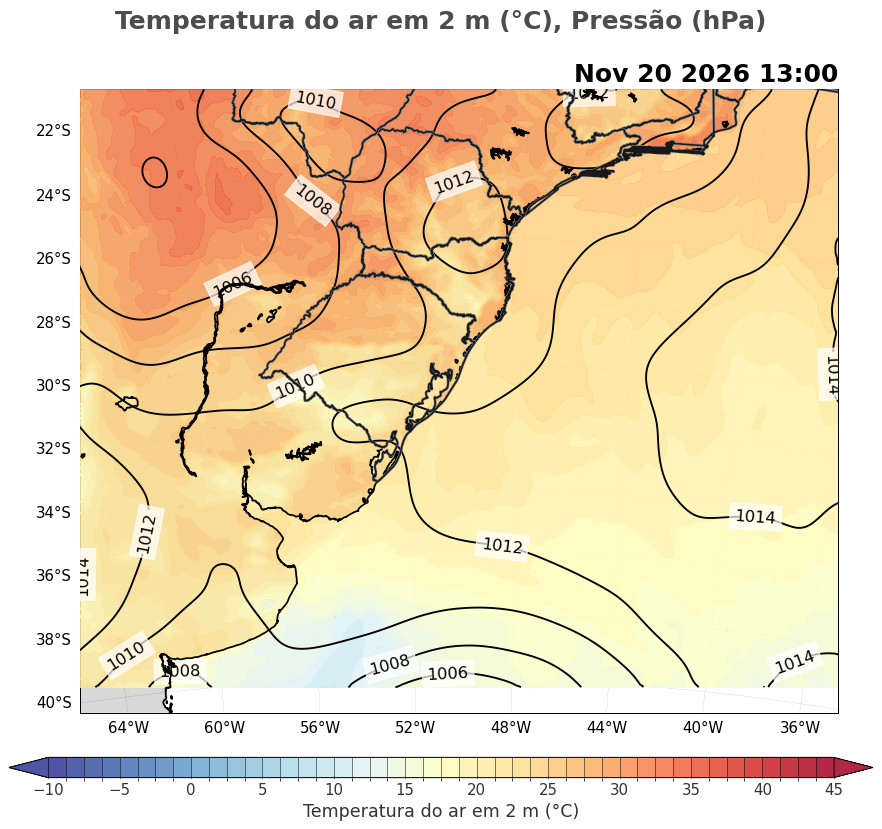 Temperatura do ar em 2 m (°C), Pressão (hPa)
Nov 20 2026 13:00
1010
1012
22°S
1012
24°S
1008
26°S
1006
28°S
1014
30°S
1010
32°S
34°S
1012
1014
1012
36°S
1014
38°S
1010
1008
1008
1006
1014
40°S
64°W 60°W 56°W 52°W 48°W 44°W 40°W 36°W
−10 −5 0 5 10 15 20 25 30 35 40 45
Temperatura do ar em 2 m (°C)